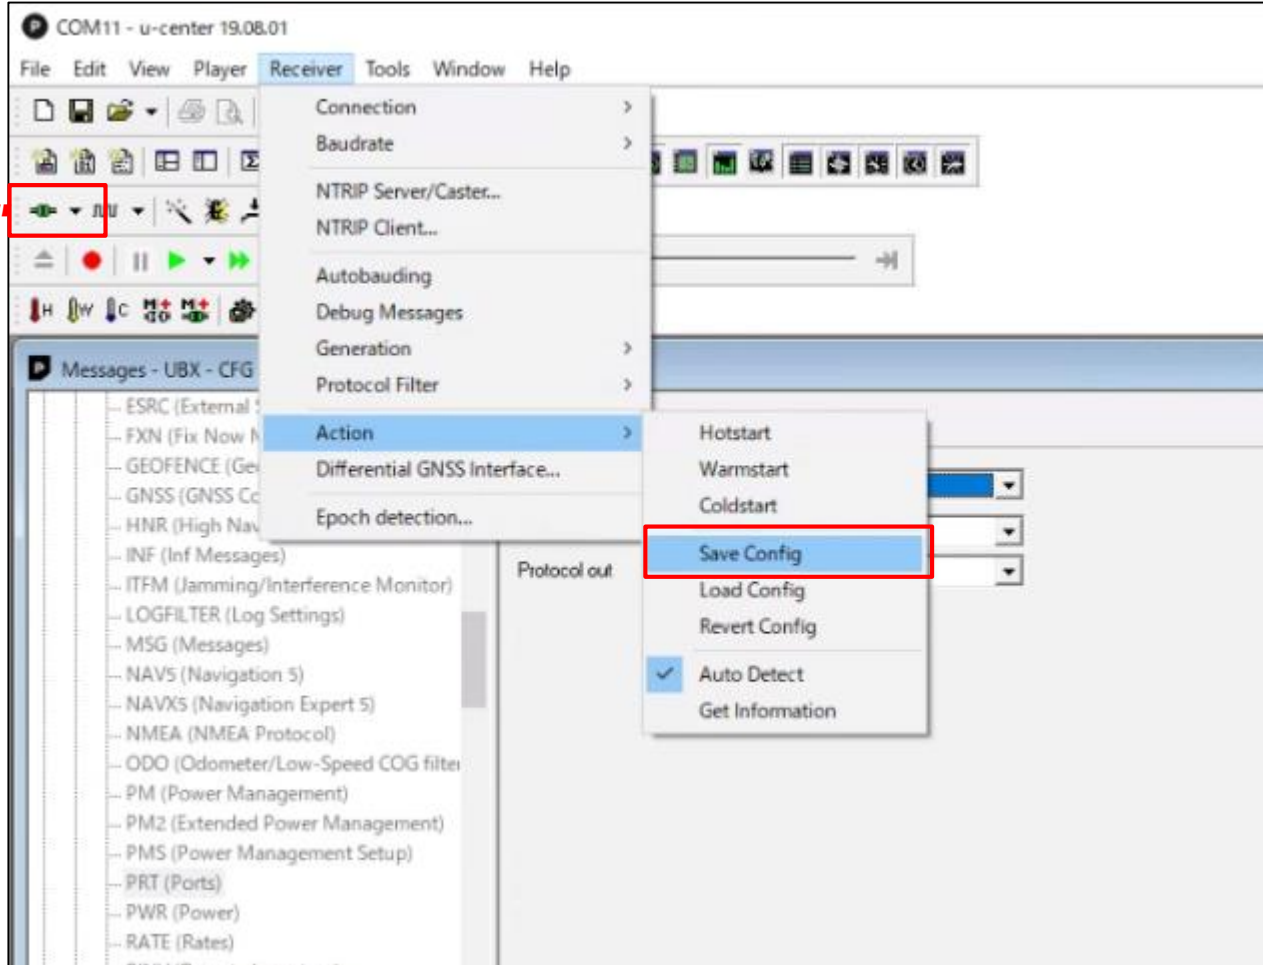 COM11 - u-center 19.08.01
File Edit View Player Receiver Tools Window Help
Connection
Baudrate
NTRIP Server/Caster...
NTRIP Client...
Autobauding
Debug Messages
Generation
Protocol Filter
Action
Differential GNSS Interface...
Epoch detection...
Hotstart
Warmstart
Coldstart
Save Config
Load Config
Revert Config
Auto Detect
Get Information
H W C
Messages - UBX - CFG
ESRC (External
FXN (Fix Now
GEOFENCE (Ge
GNSS (GNSS Co
HNR (High Nav
INF (Inf Messages)
ITFM (Jamming/Interference Monitor)
LOGFILTER (Log Settings)
MSG (Messages)
NAV5 (Navigation 5)
NAVX5 (Navigation Expert 5)
NMEA (NMEA Protocol)
ODO (Odometer/Low-Speed COG filter
PM (Power Management)
PM2 (Extended Power Management)
PMS (Power Management Setup)
PRT (Ports)
PWR (Power)
RATE (Rates)
Protocol out